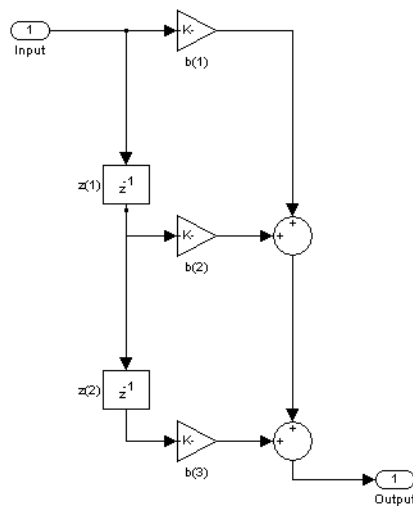 1
Input
K-
b(1)
z(1)
z-1
+
K-
+
b(2)
z(2)
z-1
+
K-
+
b(3)
1
Output